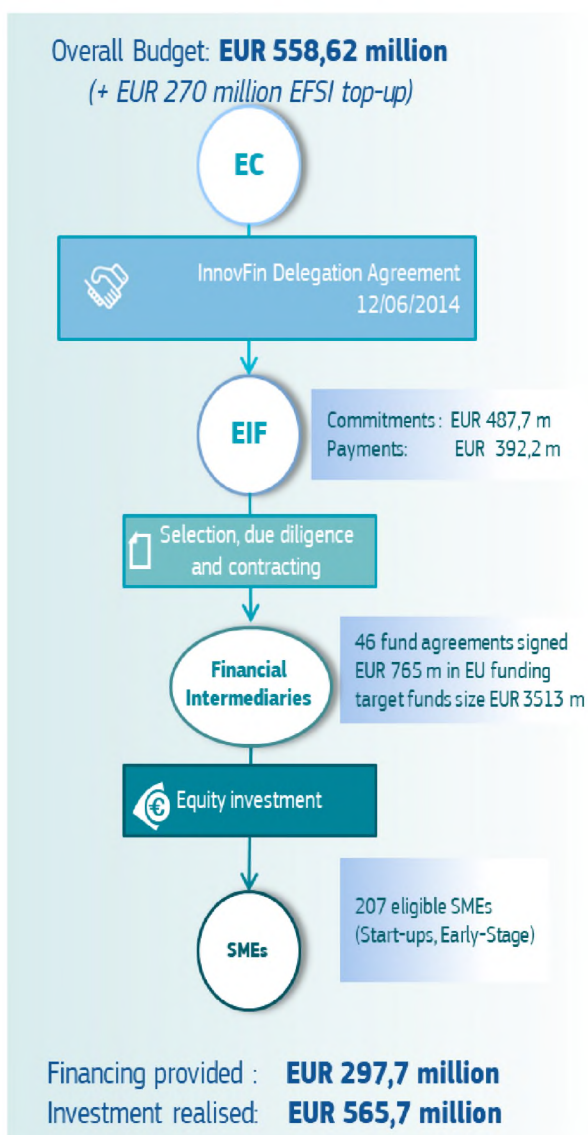 Overall Budget: EUR 558,62 million
(+ EUR 270 million EFSI top-up)
EC
InnovFin Delegation Agreement
12/06/2014
EIF
Commitments : EUR 487,7 m
Payments: EUR 392,2 m
Selection, due diligence
and contracting
Financial
Intermediaries
46 fund agreements signed
EUR 765 m in EU funding
target funds size EUR 3513 m
Equity investment
SMEs
207 eligible SMEs
(Start-ups, Early-Stage)
Financing provided : EUR 297,7 million
Investment realised: EUR 565,7 million